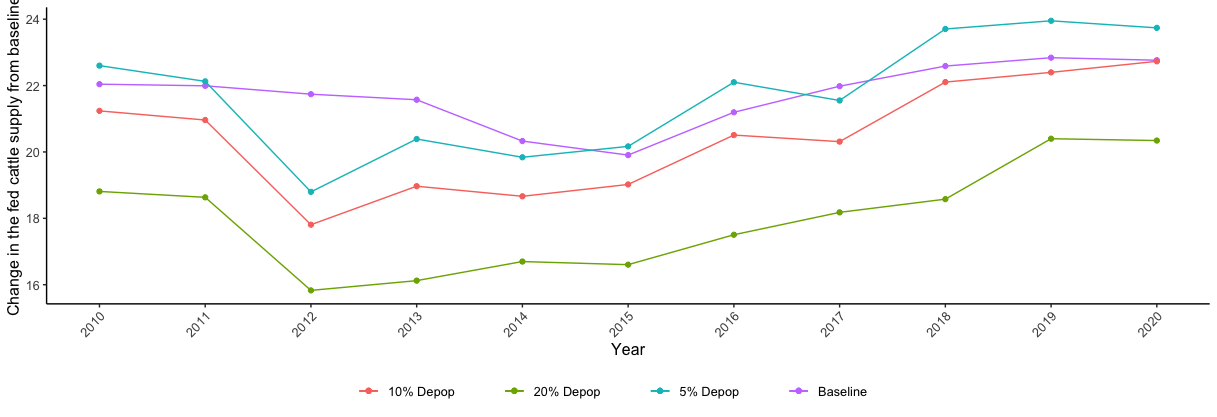 Change in the fed cattle supply from baseline
24
22
20
18
16
2010 2011 2012 2013 2014 2015 2016 2017 2018 2019 2020
Year
10% Depop 20% Depop 5% Depop Baseline